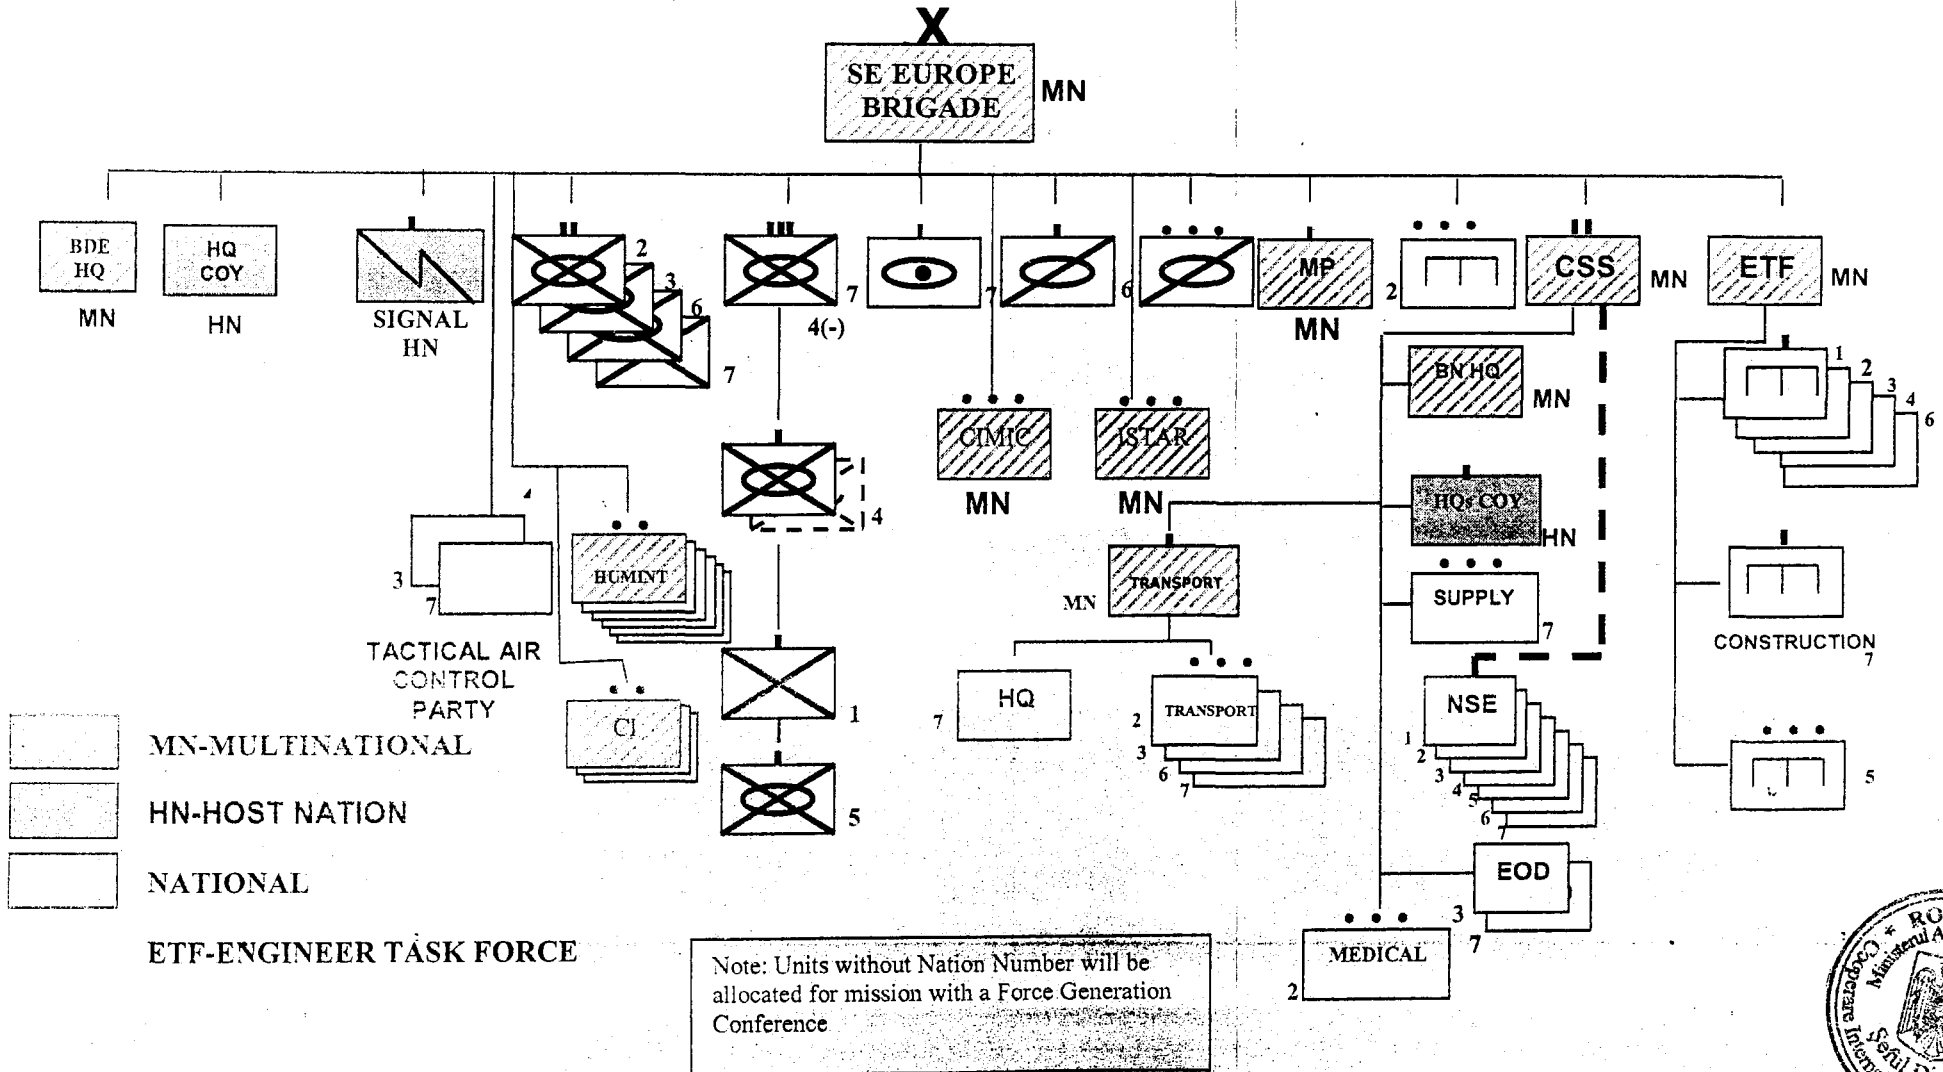 X
SE EUROPE
BRIGADE
MN
BDE
HQ
MN
HQ
COY
HN
SIGNAL
HN
2
3
6
7
7
4(-)
7
6
MP
MN
2
CSS
MN
ETF
MN
4
1
5
CIMIC
MN
ISTAR
MN
3
7
TACTICAL AIR
CONTROL
PARTY
HUMINT
CI
BN HQ
MN
HQs COY
HN
SUPPLY
7
TRANSPORT
MN
HQ
7
TRANSPORT
2
3
6
7
NSE
1
2
3
4
5
6
7
EOD
3
7
MEDICAL
2
1
2
3
4
6
CONSTRUCTION
7
5
MN-MULTINATIONAL
HN-HOST NATION
NATIONAL
ETF-ENGINEER TASK FORCE
Note: Units without Nation Number will be
allocated for mission with a Force Generation
Conference